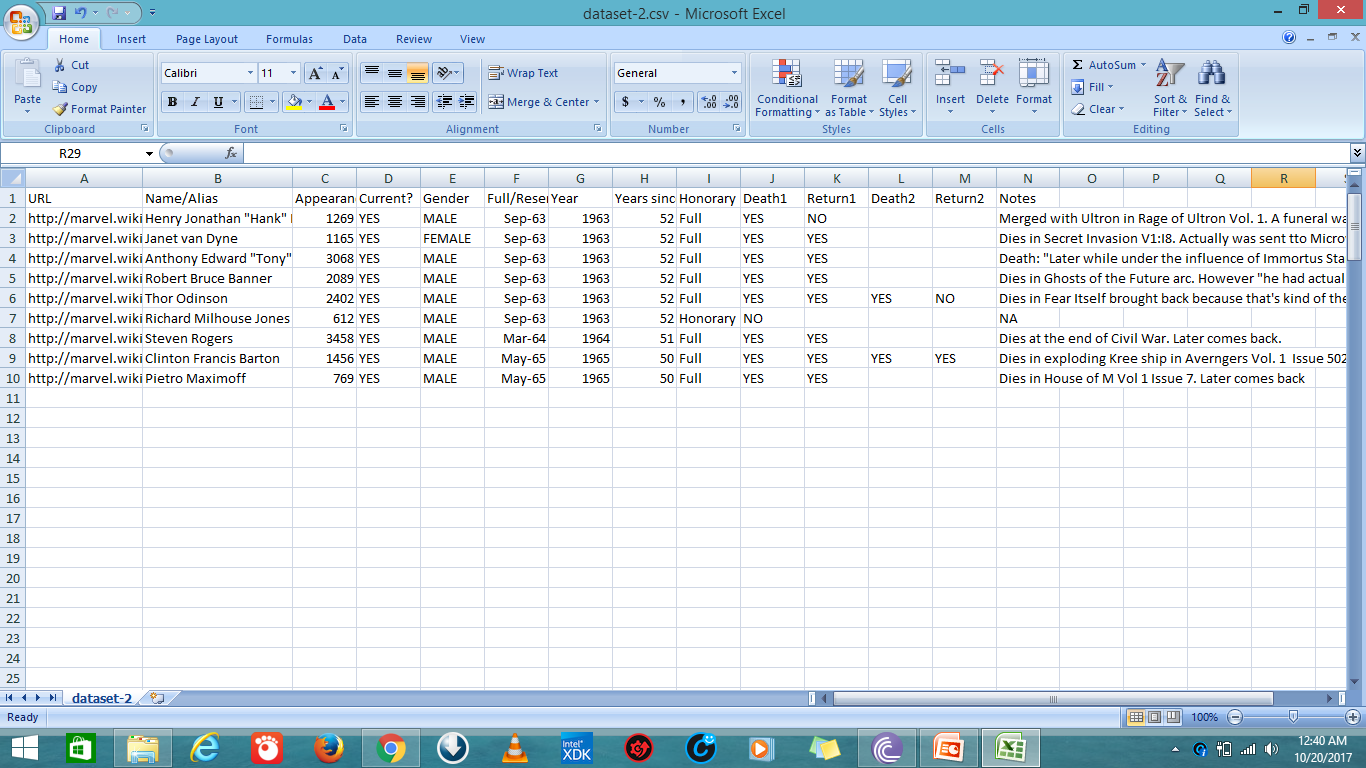 dataset-2.csv - Microsoft Excel
Home Insert Page Layout Formulas Data Review View
Paste
Cut
Copy
Format Painter
Clipboard
Calibri 11 A A
B I U A
Font
Wrap Text
Merge & Center
Alignment
General
$ % , .00 .00
Number
Conditional Formatting
Format as Table
Cell Styles
Styles
Insert Delete Format
Cells
Σ AutoSum
Fill
Clear
Sort & Filter
Find & Select
Editing
R29 fx
A B C D E F G H I J K L M N O P Q R
1 URL Name/Alias Appearan Current? Gender Full/Reser Year Years sinc Honorary Death1 Return1 Death2 Return2 Notes
2 http://marvel.wiki Henry Jonathan "Hank" 1269 YES MALE Sep-63 1963 52 Full YES NO Merged with Ultron in Rage of Ultron Vol. 1. A funeral wa
3 http://marvel.wiki Janet van Dyne 1165 YES FEMALE Sep-63 1963 52 Full YES YES Dies in Secret Invasion V1:I8. Actually was sent tto Micro
4 http://marvel.wiki Anthony Edward "Tony" 3068 YES MALE Sep-63 1963 52 Full YES YES Death: "Later while under the influence of Immortus Sta
5 http://marvel.wiki Robert Bruce Banner 2089 YES MALE Sep-63 1963 52 Full YES YES Dies in Ghosts of the Future arc. However "he had actual
6 http://marvel.wiki Thor Odinson 2402 YES MALE Sep-63 1963 52 Full YES YES YES NO Dies in Fear Itself brought back because that's kind of the
7 http://marvel.wiki Richard Milhouse Jones 612 YES MALE Sep-63 1963 52 Honorary NO NA
8 http://marvel.wiki Steven Rogers 3458 YES MALE Mar-64 1964 51 Full YES YES Dies at the end of Civil War. Later comes back.
9 http://marvel.wiki Clinton Francis Barton 1456 YES MALE May-65 1965 50 Full YES YES YES YES Dies in exploding Kree ship in Averngers Vol. 1 Issue 502
10 http://marvel.wiki Pietro Maximoff 769 YES MALE May-65 1965 50 Full YES YES Dies in House of M Vol 1 Issue 7. Later comes back
11
12
13
14
15
16
17
18
19
20
21
22
23
24
25
dataset-2
Ready 100%
intel XDK
12:40 AM
10/20/2017